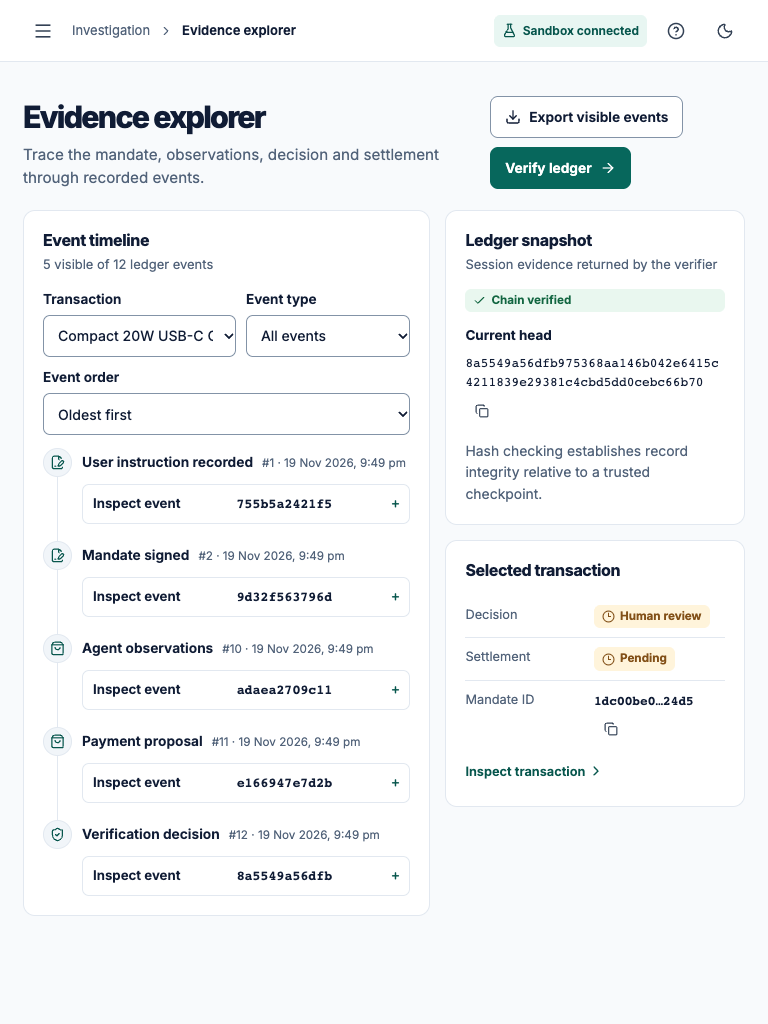 Investigation > Evidence explorer
Sandbox connected
Evidence explorer
Trace the mandate, observations, decision and settlement
through recorded events.
Export visible events
Verify ledger →
Event timeline
5 visible of 12 ledger events
Transaction
Compact 20W USB-C
Event type
All events
Event order
Oldest first
User instruction recorded #1 · 19 Nov 2026, 9:49 pm
Inspect event 755b5a2421f5 +
Mandate signed #2 · 19 Nov 2026, 9:49 pm
Inspect event 9d32f563796d +
Agent observations #10 · 19 Nov 2026, 9:49 pm
Inspect event adaea2709c11 +
Payment proposal #11 · 19 Nov 2026, 9:49 pm
Inspect event e166947e7d2b +
Verification decision #12 · 19 Nov 2026, 9:49 pm
Inspect event 8a5549a56dfb +
Ledger snapshot
Session evidence returned by the verifier
Chain verified
Current head
8a5549a56dfb975368aa146b042e6415c
4211839e29381c4cbd5dd0cebc66b70
Hash checking establishes record
integrity relative to a trusted
checkpoint.
Selected transaction
Decision Human review
Settlement Pending
Mandate ID 1dc00be0…24d5
Inspect transaction >